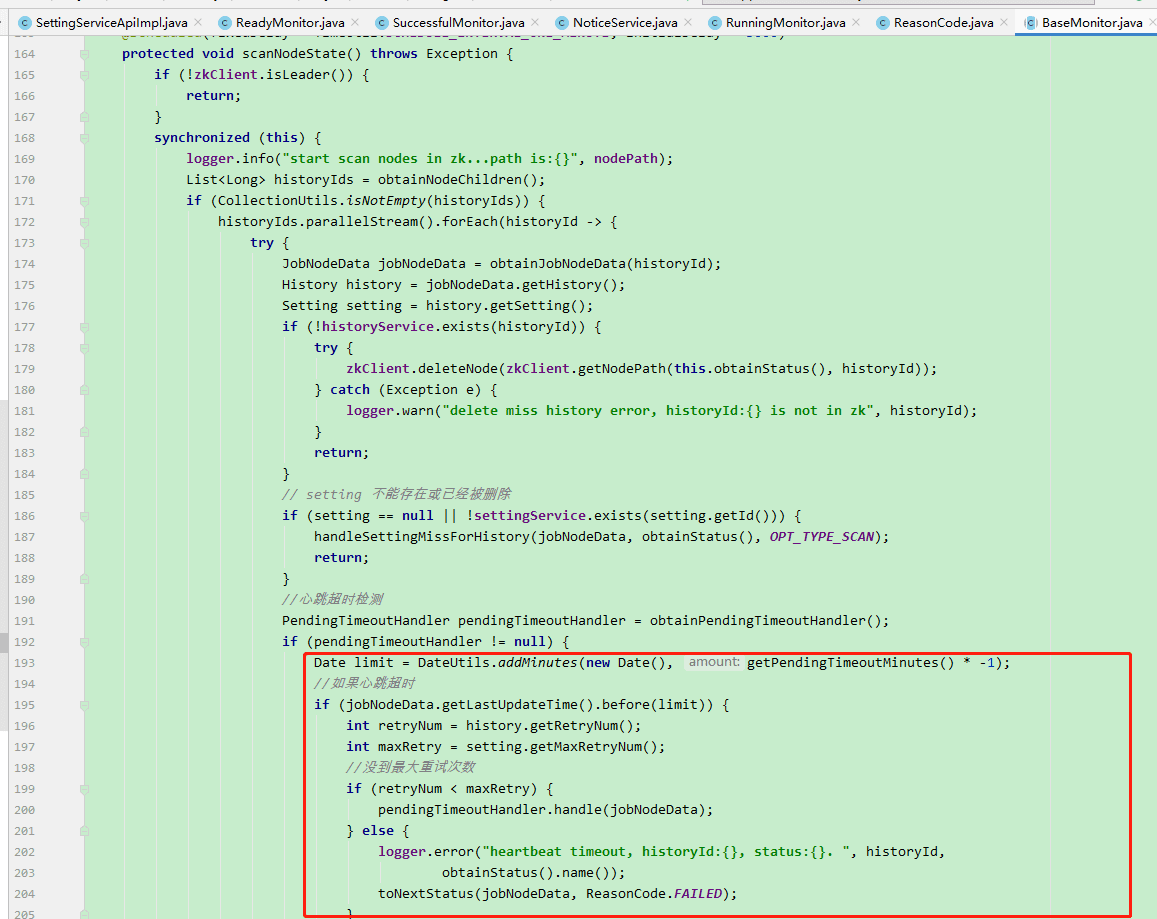 SettingServiceApiImpl.java × ReadyMonitor.java × SuccessfulMonitor.java × NoticeService.java × RunningMonitor.java × ReasonCode.java × BaseMonitor.java ×
164 protected void scanNodeState() throws Exception {
165 if (!zkClient.isLeader()) {
166 return;
167 }
168 synchronized (this) {
169 logger.info("start scan nodes in zk...path is:{}", nodePath);
170 List<Long> historyIds = obtainNodeChildren();
171 if (CollectionUtils.isNotEmpty(historyIds)) {
172 historyIds.parallelStream().forEach(historyId -> {
173 try {
174 JobNodeData jobNodeData = obtainJobNodeData(historyId);
175 History history = jobNodeData.getHistory();
176 Setting setting = history.getSetting();
177 if (!historyService.exists(historyId)) {
178 try {
179 zkClient.deleteNode(zkClient.getNodePath(this.obtainStatus(), historyId));
180 } catch (Exception e) {
181 logger.warn("delete miss history error, historyId:{} is not in zk", historyId);
182 }
183 return;
184 }
185 // setting 不能存在或已经被删除
186 if (setting == null || !settingService.exists(setting.getId())) {
187 handleSettingMissForHistory(jobNodeData, obtainStatus(), OPT_TYPE_SCAN);
188 return;
189 }
190 //心跳超时检测
191 PendingTimeoutHandler pendingTimeoutHandler = obtainPendingTimeoutHandler();
192 if (pendingTimeoutHandler != null) {
193 Date limit = DateUtils.addMinutes(new Date(), amount: getPendingTimeoutMinutes() * -1);
194 //如果心跳超时
195 if (jobNodeData.getLastUpdateTime().before(limit)) {
196 int retryNum = history.getRetryNum();
197 int maxRetry = setting.getMaxRetryNum();
198 //没到最大重试次数
199 if (retryNum < maxRetry) {
200 pendingTimeoutHandler.handle(jobNodeData);
201 } else {
202 logger.error("heartbeat timeout, historyId:{}, status:{}. ", historyId,
203 obtainStatus().name());
204 toNextStatus(jobNodeData, ReasonCode.FAILED);
205 }